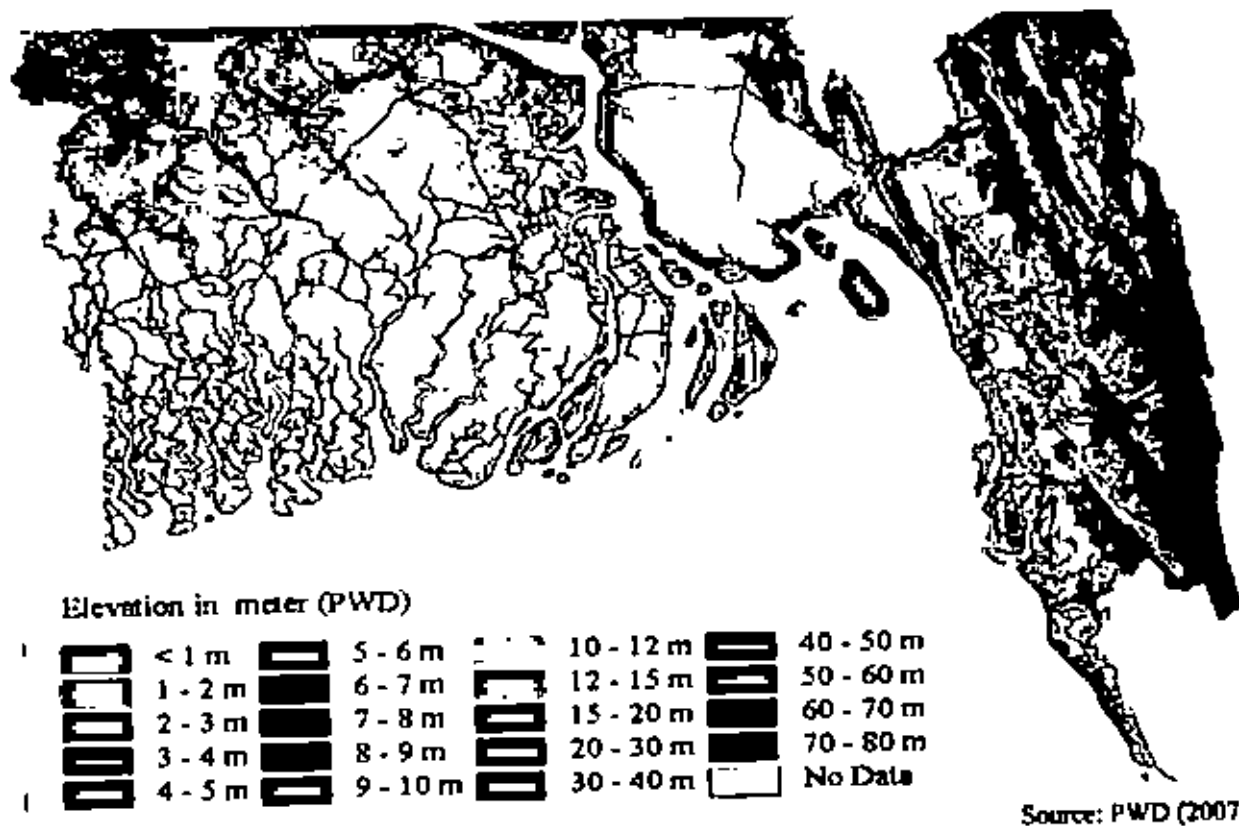 Elevation in meter (PWD)
< 1 m 5 - 6 m 10 - 12 m 40 - 50 m
1 - 2 m 6 - 7 m 12 - 15 m 50 - 60 m
2 - 3 m 7 - 8 m 15 - 20 m 60 - 70 m
3 - 4 m 8 - 9 m 20 - 30 m 70 - 80 m
4 - 5 m 9 - 10 m 30 - 40 m No Data
Source: PWD (2007